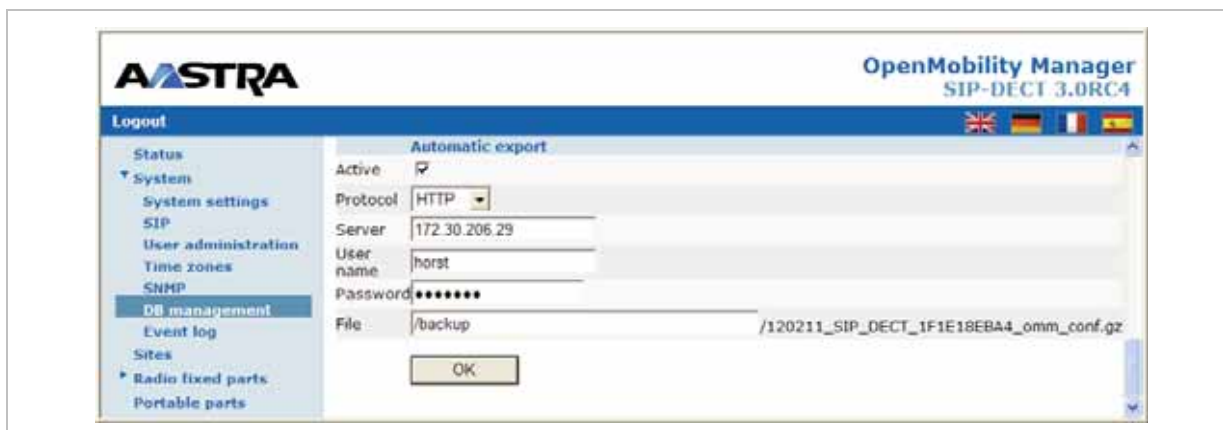 AASTRA
OpenMobility Manager
SIP-DECT 3.0RC4
Logout
Status
System
System settings
SIP
User administration
Time zones
SNMP
DB management
Event log
Sites
Radio fixed parts
Portable parts
Automatic export
Active
Protocol HTTP
Server 172.30.206.29
User name horst
Password •••••••
File /backup /120211_SIP_DECT_1F1E18EBA4_omm_conf.gz
OK